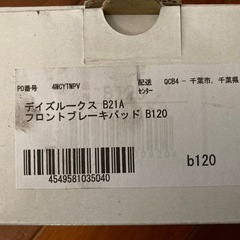 PO番号 4WCYTWPV 配送 QCB4 - 千葉市, 千葉県
センター
デイズルークス B21A
フロントブレーキパッド B120
4549581035040
b120